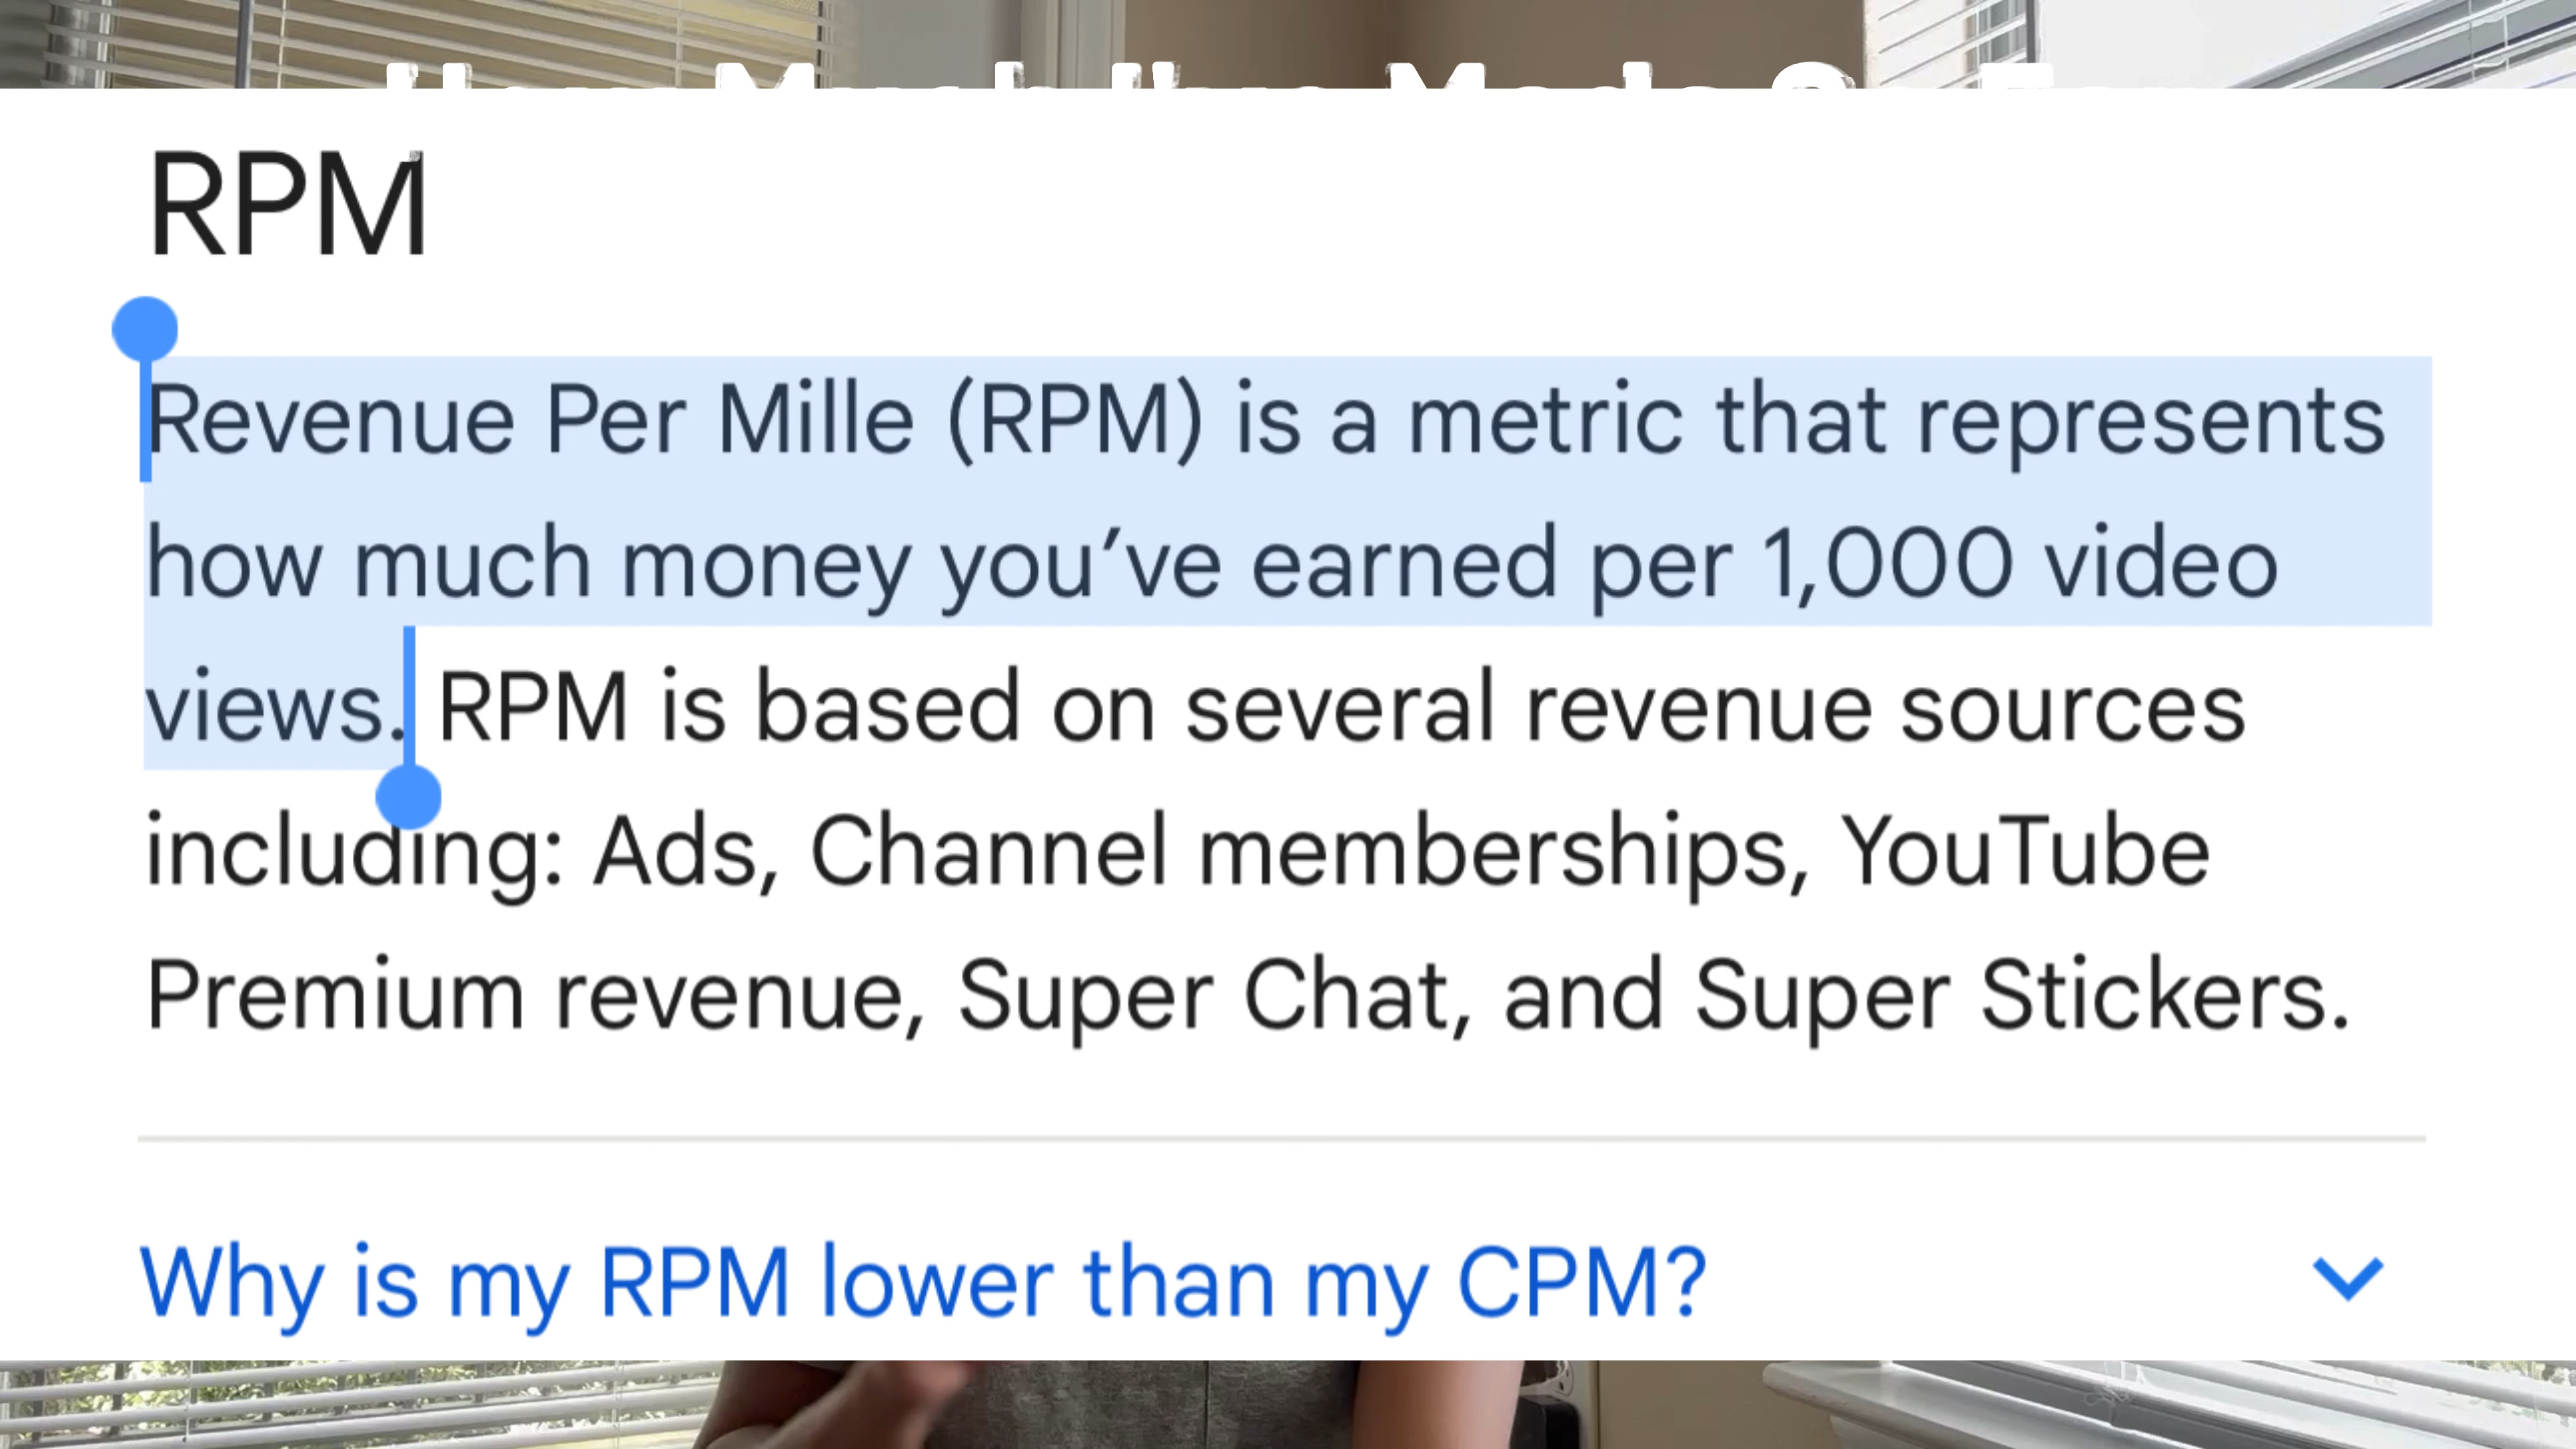 RPM
Revenue Per Mille (RPM) is a metric that represents
how much money you’ve earned per 1,000 video
views. RPM is based on several revenue sources
including: Ads, Channel memberships, YouTube
Premium revenue, Super Chat, and Super Stickers.
Why is my RPM lower than my CPM?